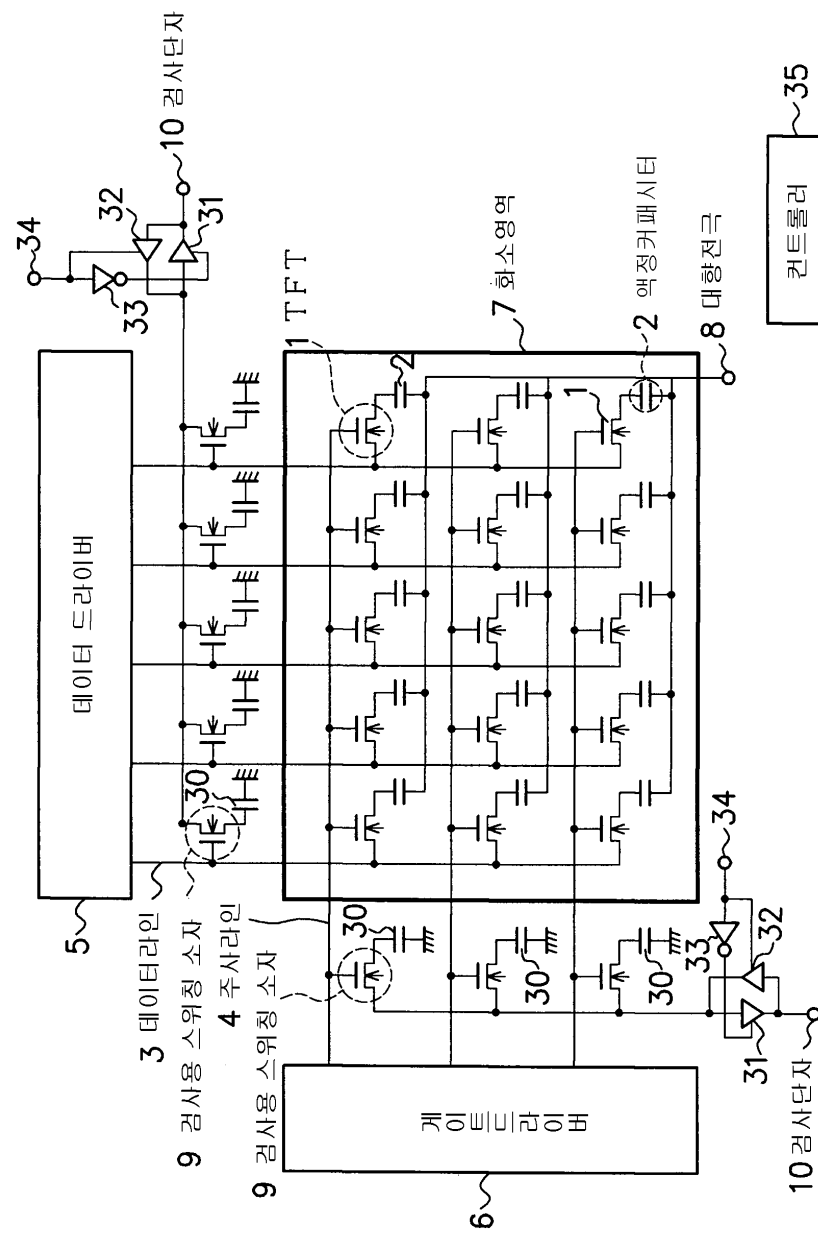 34
32
10 검사단자
33
31
5
데이터 드라이버
30
3 데이터라인
9 검사용 스위칭 소자
4 주사라인
9 검사용 스위칭 소자
1 TFT
2
7 화소영역
1
2 액정커패시터
8 대향전극
30
30
30
34
33
32
31
10 검사단자
6
게이트드라이버
컨트롤러
35